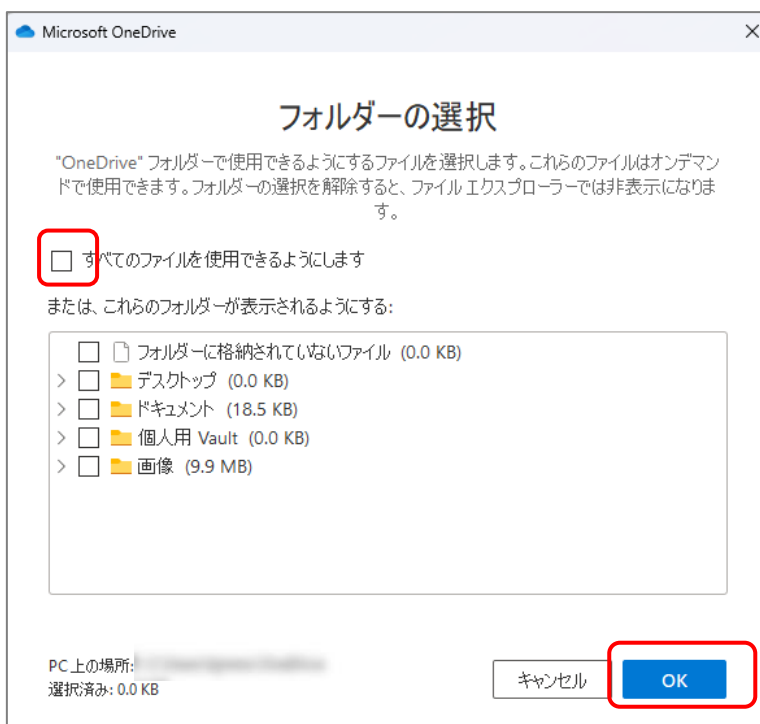 Microsoft OneDrive
フォルダーの選択
"OneDrive" フォルダーで使用できるようにするファイルを選択します。これらのファイルはオンデマン
ドで使用できます。フォルダーの選択を解除すると、ファイル エクスプローラーでは非表示になりま
す。
すべてのファイルを使用できるようにします
または、これらのフォルダーが表示されるようにする:
フォルダーに格納されていないファイル (0.0 KB)
デスクトップ (0.0 KB)
ドキュメント (18.5 KB)
個人用 Vault (0.0 KB)
画像 (9.9 MB)
PC 上の場所:
選択済み: 0.0 KB
キャンセル
OK